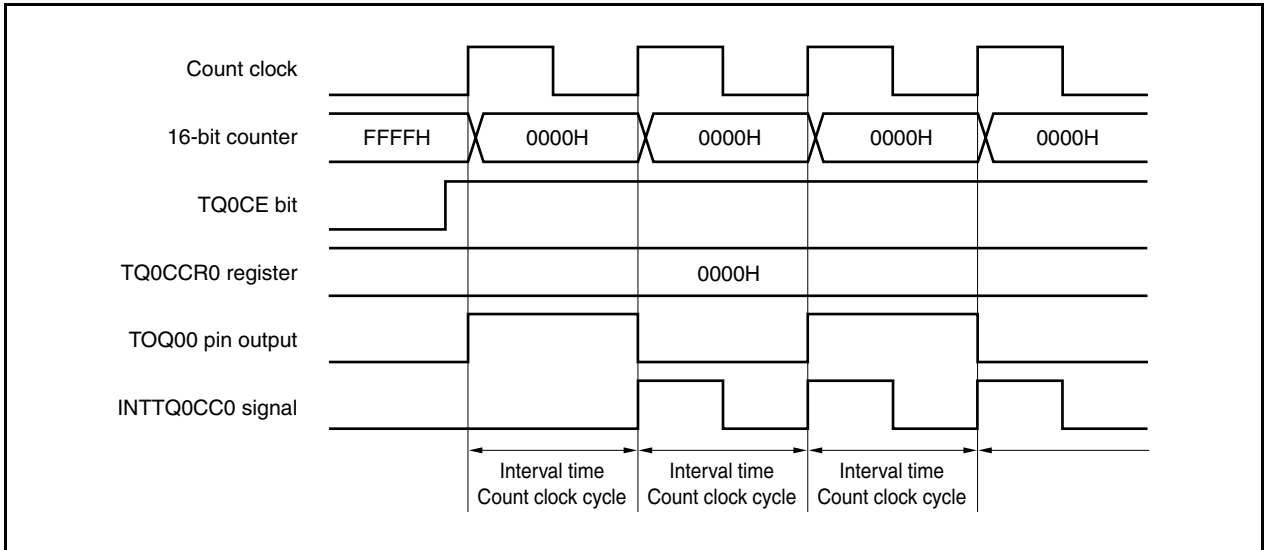 Count clock
16-bit counter FFFFH 0000H 0000H 0000H 0000H
TQ0CE bit
TQ0CCR0 register 0000H
TOQ00 pin output
INTTQ0CC0 signal
Interval time Interval time Interval time
Count clock cycle Count clock cycle Count clock cycle